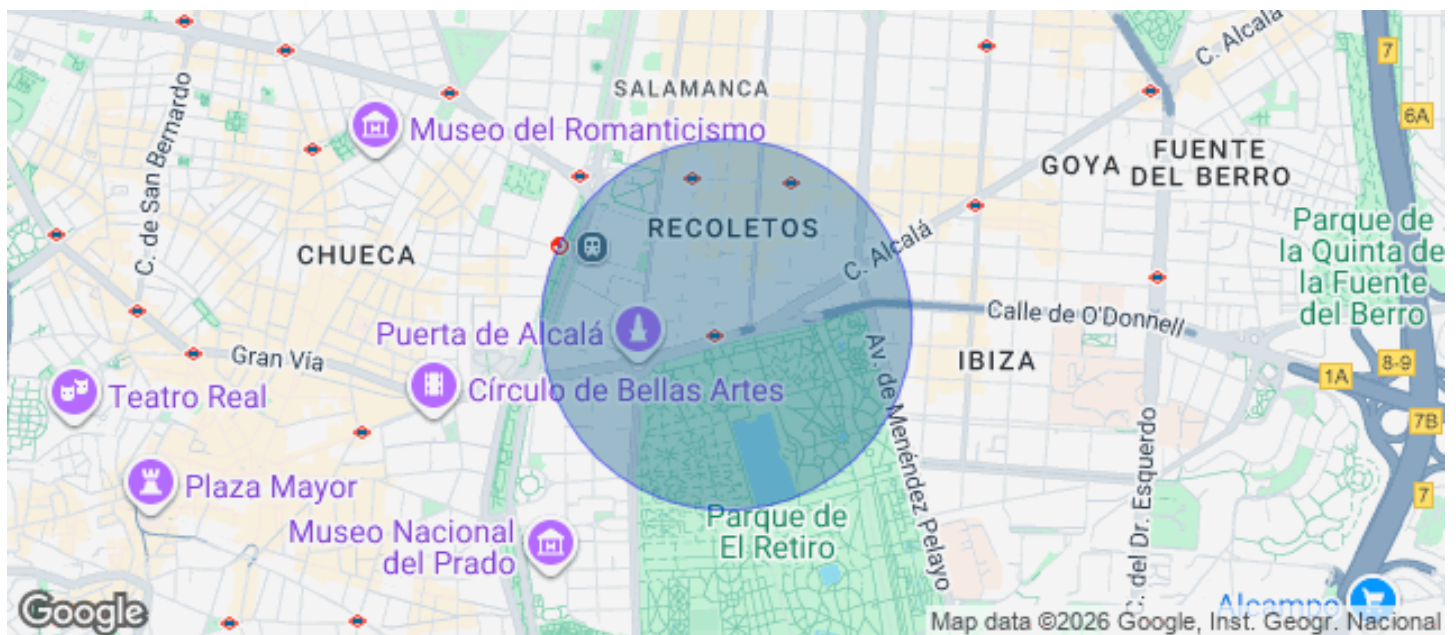 SALAMANCA
C. Alcalá
7
Museo del Romanticismo
6A
C. de San Bernardo
GOYA
FUENTE
DEL BERRO
RECOLETOS
CHUECA
C. Alcalá
Parque de
la Quinta de
la Fuente
del Berro
Calle de O'Donnell
Puerta de Alcalá
Gran Vía
IBIZA
Av. de Menéndez Pelayo
8-9
1A
Teatro Real
Círculo de Bellas Artes
7B
C. del Dr. Esquerdo
Plaza Mayor
7
Museo Nacional
del Prado
Parque de
El Retiro
Alcampo
Google
Map data ©2026 Google, Inst. Geogr. Nacional